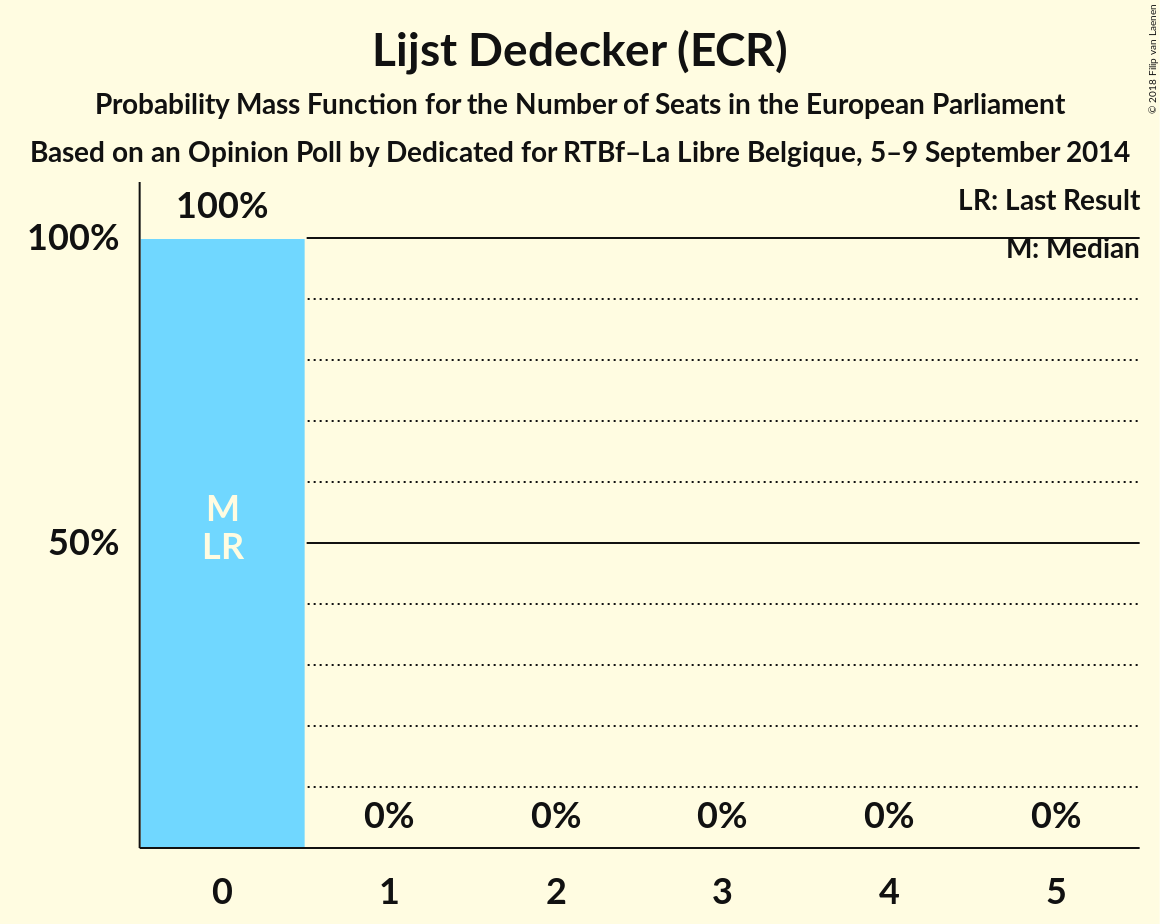 Lijst Dedecker (ECR)
Probability Mass Function for the Number of Seats in the European Parliament
Based on an Opinion Poll by Dedicated for RTBf–La Libre Belgique, 5–9 September 2014
© 2018 Filip van Laenen
LR: Last Result
M: Median
100%
100%
50%
M
LR
0% 0% 0% 0% 0%
0 1 2 3 4 5